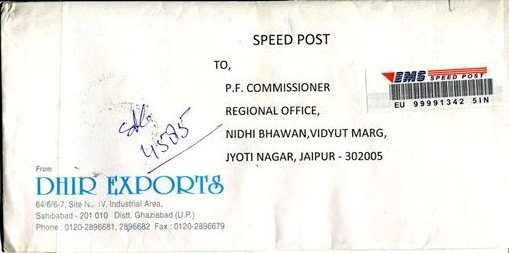 SPEED POST
TO,
P.F. COMMISSIONER
REGIONAL OFFICE,
NIDHI BHAWAN,VIDYUT MARG,
JYOTI NAGAR, JAIPUR - 302005
EMS SPEED POST
EU 99991342 5IN
4585
From
DHIR EXPORTS
64/6/6-7, Site No. IV, Industrial Area,
Sahibabad - 201 010 Distt. Ghaziabad (U.P.)
Phone : 0120-2896681, 2896682 Fax : 0120-2896679